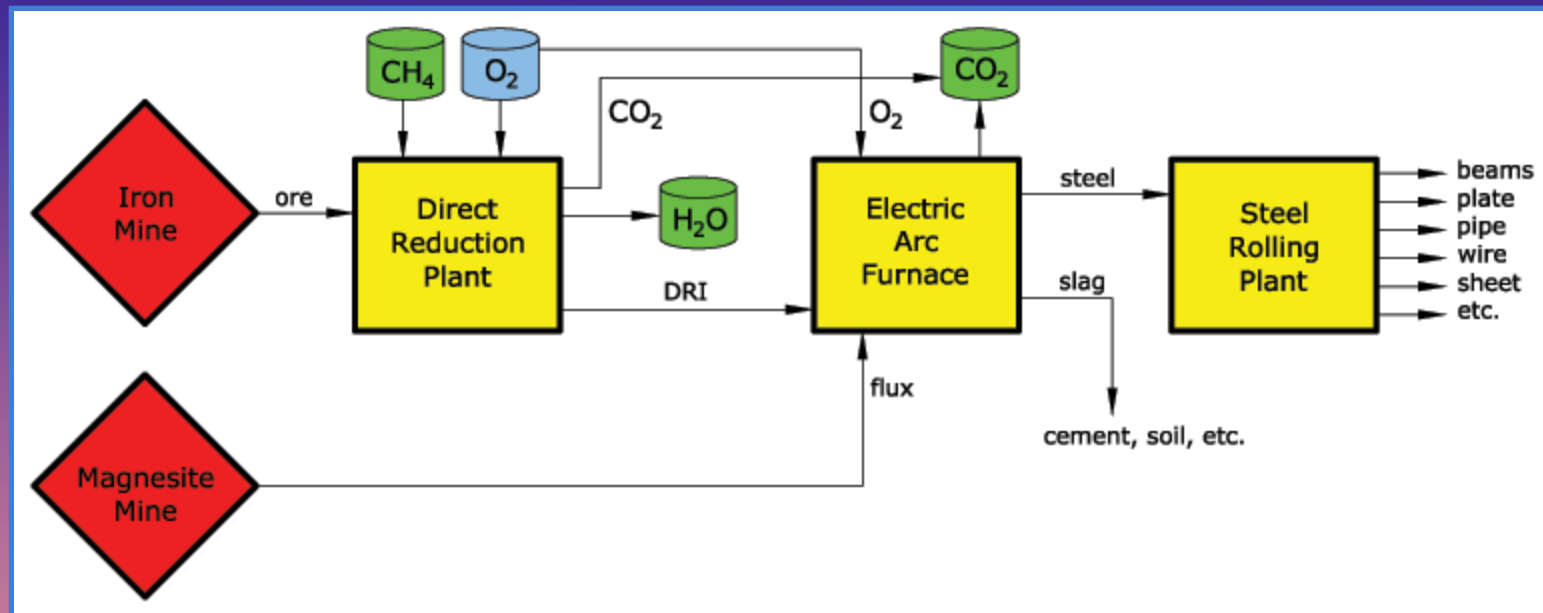 CH₄
O₂
CO₂
CO₂
O₂
Iron
Mine
ore
Direct
Reduction
Plant
H₂O
DRI
Electric
Arc
Furnace
steel
slag
Steel
Rolling
Plant
beams
plate
pipe
wire
sheet
etc.
flux
cement, soil, etc.
Magnesite
Mine